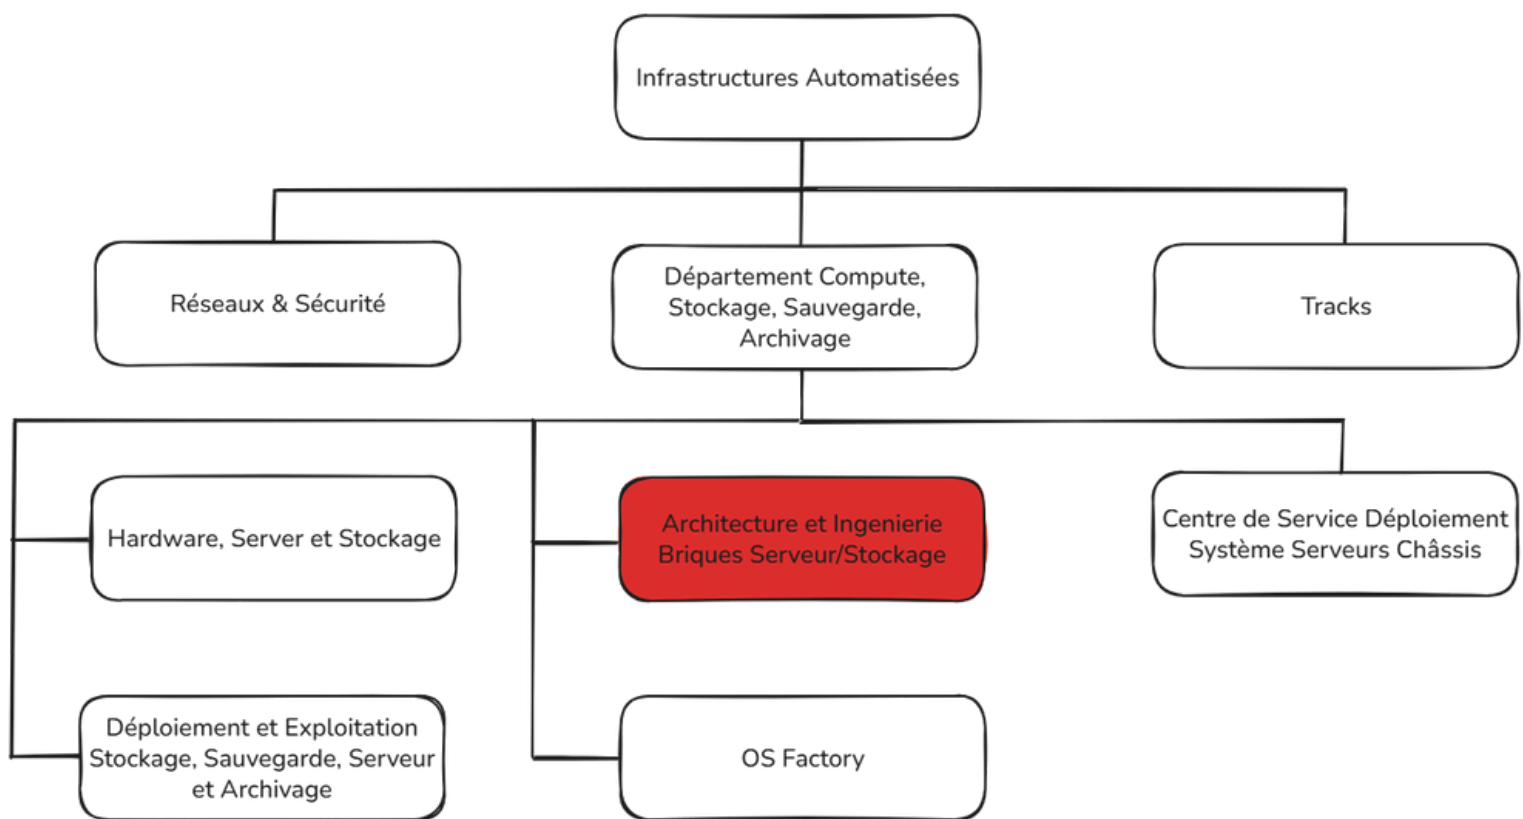 Infrastructures Automatisées
Réseaux & Sécurité
Département Compute,
Stockage, Sauvegarde,
Archivage
Tracks
Hardware, Server et Stockage
Architecture et Ingenierie
Briques Serveur/Stockage
Centre de Service Déploiement
Système Serveurs Châssis
Déploiement et Exploitation
Stockage, Sauvegarde, Serveur
et Archivage
OS Factory